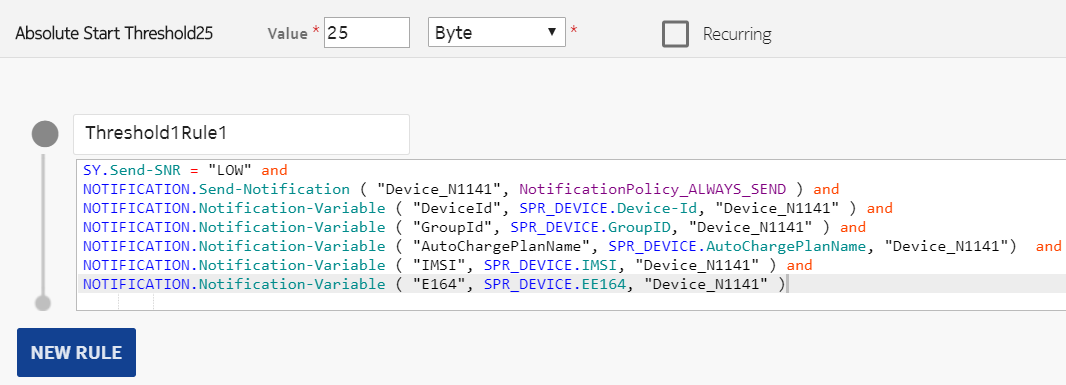 Absolute Start Threshold25 Value * 25 Byte * Recurring
Threshold1Rule1
SY.Send-SNR = "LOW" and
NOTIFICATION.Send-Notification ( "Device_N1141", NotificationPolicy_ALWAYS_SEND ) and
NOTIFICATION.Notification-Variable ( "DeviceId", SPR_DEVICE.Device-Id, "Device_N1141" ) and
NOTIFICATION.Notification-Variable ( "GroupId", SPR_DEVICE.GroupID, "Device_N1141" ) and
NOTIFICATION.Notification-Variable ( "AutoChargePlanName", SPR_DEVICE.AutoChargePlanName, "Device_N1141") and
NOTIFICATION.Notification-Variable ( "IMSI", SPR_DEVICE.IMSI, "Device_N1141" ) and
NOTIFICATION.Notification-Variable ( "E164", SPR_DEVICE.EE164, "Device_N1141" )
NEW RULE